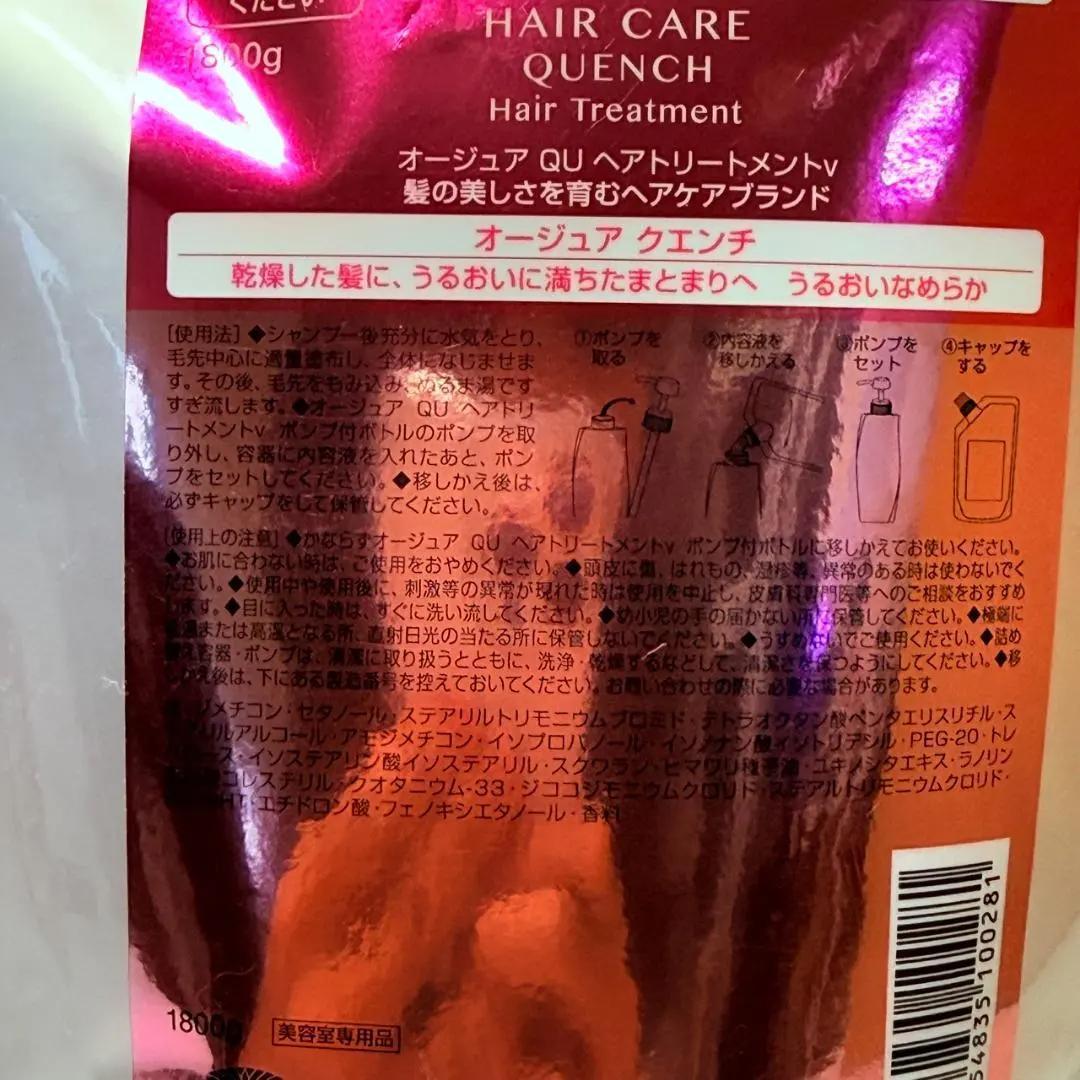 ください
1800g
HAIR CARE
QUENCH
Hair Treatment
オージュア QU ヘアトリートメントv
髪の美しさを育むヘアケアブランド
オージュア クエンチ
乾燥した髪に、うるおいに満ちたまとまりへ うるおいなめらか
[使用法] ◆シャンプー後充分に水気をとり、
毛先中心に適量塗布し、全体になじませま
す。その後、毛先をもみ込み、ぬるま湯です
すぎ流します。◆オージュア QU ヘアトリ
ートメントv ポンプ付ボトルのポンプを取
り外し、容器に内容液を入れたあと、ポン
プをセットしてください。◆移しかえ後は、
必ずキャップをして保管してください。
①ポンプを
取る
②内容液を
移しかえる
③ポンプを
セット
④キャップを
する
[使用上の注意] ◆かならずオージュア QU ヘアトリートメントv ポンプ付ボトルに移しかえてお使いください。
◆お肌に合わない時は、ご使用をおやめください。◆頭皮に傷、はれもの、湿疹等、異常のある時は使わないでく
ださい。◆使用中や使用後に、刺激等の異常が現れた時は使用を中止し、皮膚科専門医等へのご相談をおすすめ
します。◆目に入った時は、すぐに洗い流してください。◆幼小児の手の届かない所に保管してください。◆極端に
または高温となる所、直射日光の当たる所に保管しないでください。◆うすめないでご使用ください。◆詰め
容器・ポンプは、清潔に取り扱うとともに、洗浄・乾燥するなどして、清潔さを保つようにしてください。◆移
しかえ後は、下にある製造番号を控えておいてください。お問い合わせの際に必要な場合があります。
ジメチコン・セタノール・ステアリルトリモニウムブロミド・テトラオクタン酸ペンタエリスリチル・ス
リルアルコール・アモジメチコン・イソプロパノール・イソノナン酸イソトリデシル・PEG-20・トレ
ース・イソステアリン酸イソステアリル・スクワラン・ヒマワリ種子油・ユキノシタエキス・ラノリン
コレステリル・クオタニウム-33・ジココジモニウムクロリド・ステアルトリモニウムクロリド・
エチドロン酸・フェノキシエタノール・香料
1800g
美容室専用品
54835100281